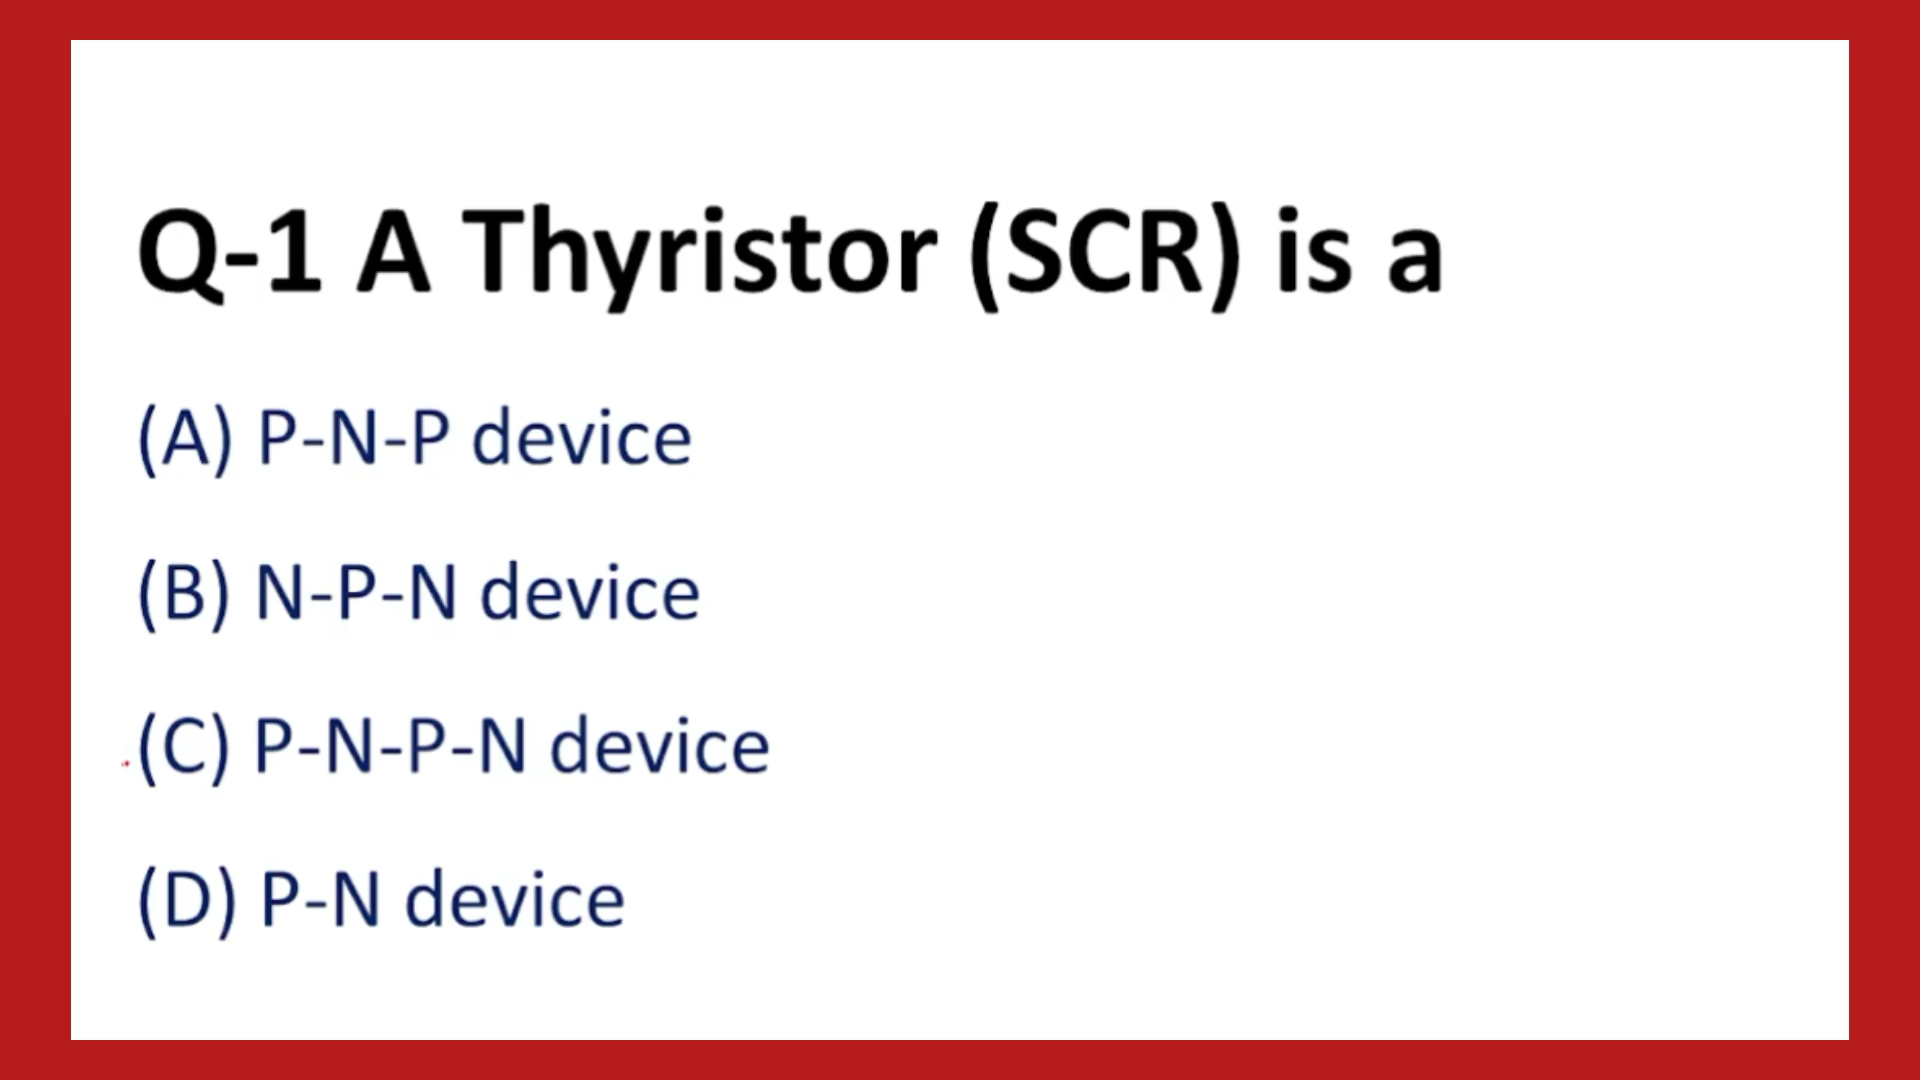 Q-1 A Thyristor (SCR) is a
(A) P-N-P device
(B) N-P-N device
(C) P-N-P-N device
(D) P-N device